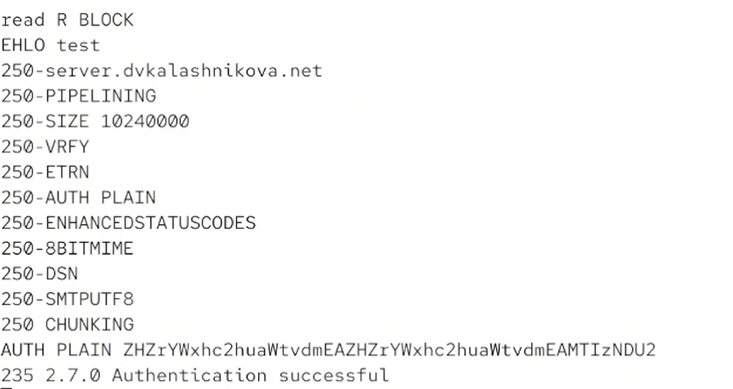 read R BLOCK
EHLO test
250-server.dvkalashnikova.net
250-PIPELINING
250-SIZE 10240000
250-VRFY
250-ETRN
250-AUTH PLAIN
250-ENHANCEDSTATUSCODES
250-8BITMIME
250-DSN
250-SMTPUTF8
250 CHUNKING
AUTH PLAIN ZHZrYWxhc2huaWtvdmEAZHZrYWxhc2huaWtvdmEAMTIzNDU2
235 2.7.0 Authentication successful